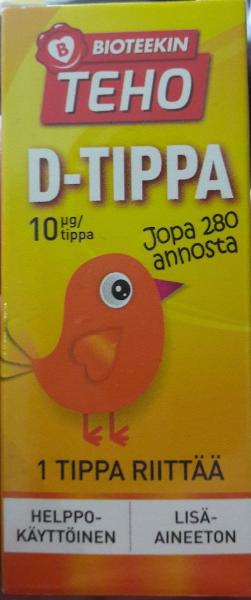 B BIOTEEKIN
TEHO
D-TIPPA
10 µg/
tippa
Jopa 280
annosta
1 TIPPA RIITTÄÄ
HELPPO-
KÄYTTÖINEN
LISÄ-
AINEETON